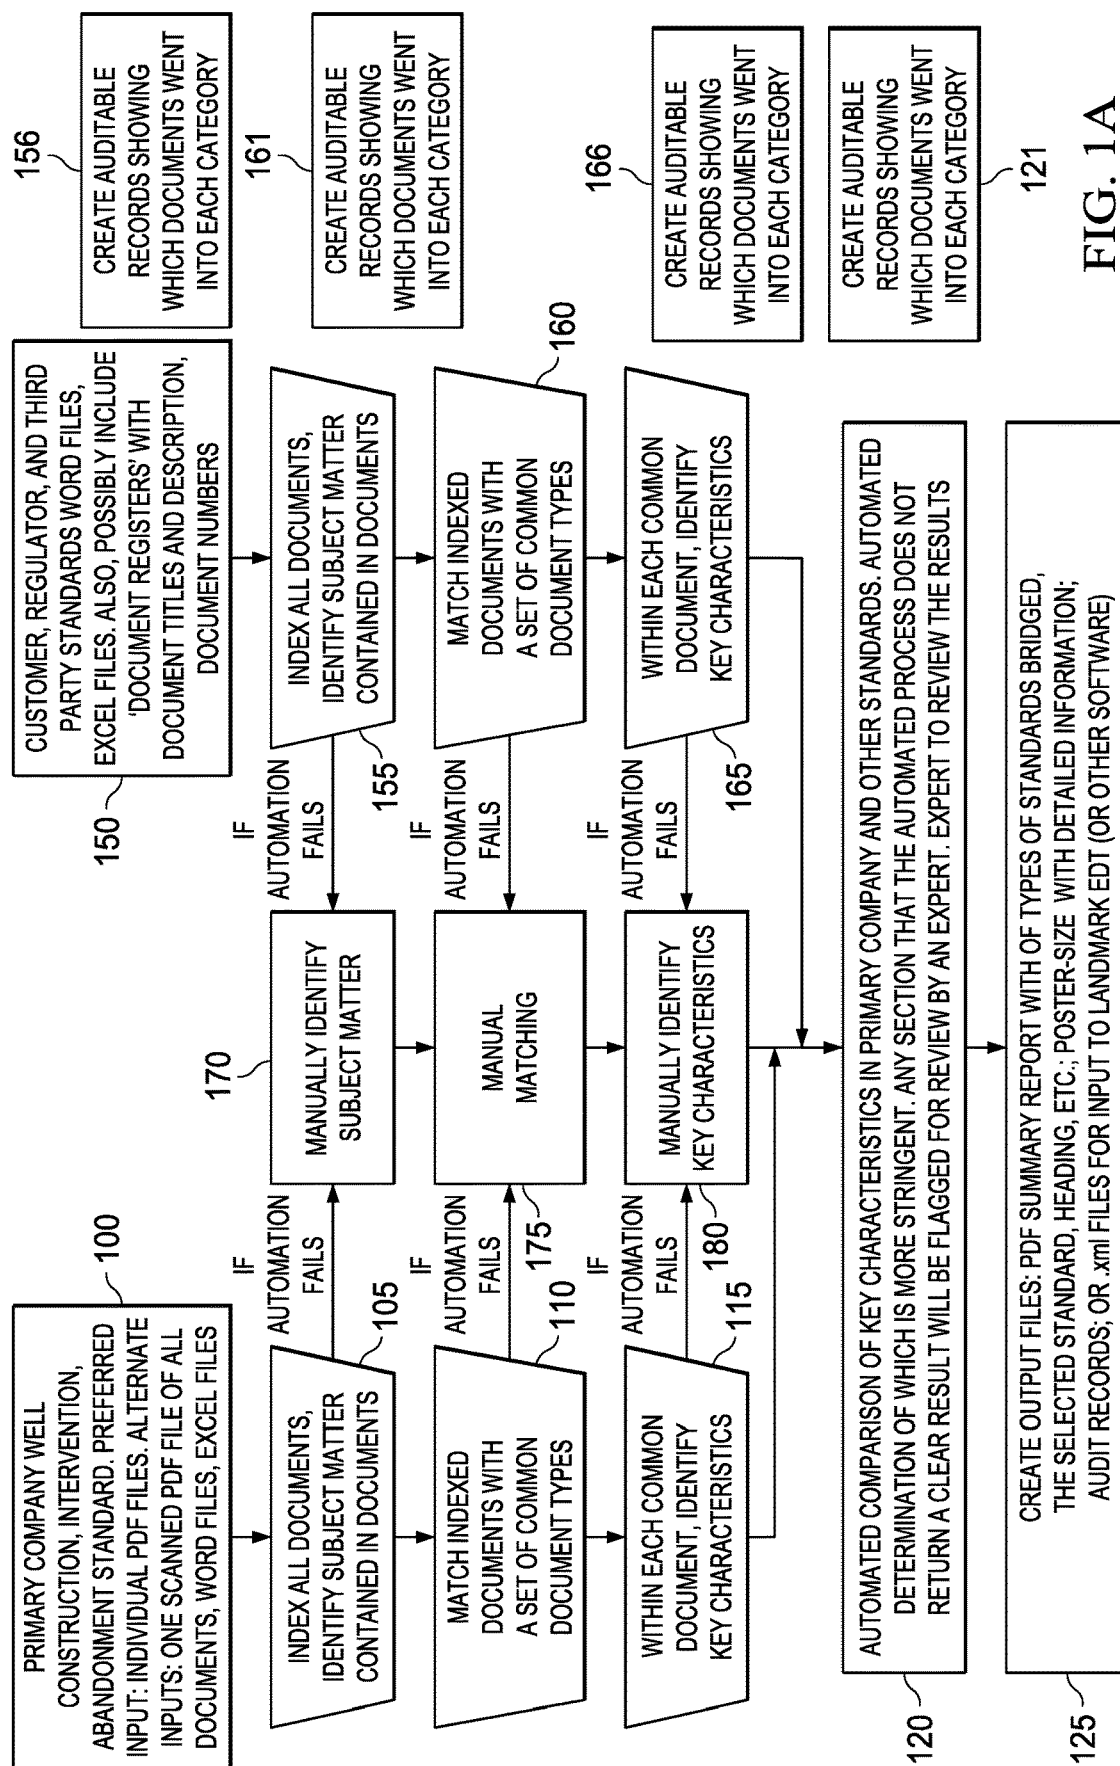 100
PRIMARY COMPANY WELL
CONSTRUCTION, INTERVENTION,
ABANDONMENT STANDARD. PREFERRED
INPUT: INDIVIDUAL PDF FILES. ALTERNATE
INPUTS: ONE SCANNED PDF FILE OF ALL
DOCUMENTS, WORD FILES, EXCEL FILES
150
CUSTOMER, REGULATOR, AND THIRD
PARTY STANDARDS WORD FILES,
EXCEL FILES. ALSO, POSSIBLY INCLUDE
'DOCUMENT REGISTERS' WITH
DOCUMENT TITLES AND DESCRIPTION,
DOCUMENT NUMBERS
156
CREATE AUDITABLE
RECORDS SHOWING
WHICH DOCUMENTS WENT
INTO EACH CATEGORY
INDEX ALL DOCUMENTS,
IDENTIFY SUBJECT MATTER
CONTAINED IN DOCUMENTS
105
IF
AUTOMATION
FAILS
170
MANUALLY IDENTIFY
SUBJECT MATTER
IF
AUTOMATION
FAILS
INDEX ALL DOCUMENTS,
IDENTIFY SUBJECT MATTER
CONTAINED IN DOCUMENTS
155
161
CREATE AUDITABLE
RECORDS SHOWING
WHICH DOCUMENTS WENT
INTO EACH CATEGORY
MATCH INDEXED
DOCUMENTS WITH
A SET OF COMMON
DOCUMENT TYPES
110
IF
AUTOMATION
FAILS
MANUAL
MATCHING
175
IF
AUTOMATION
FAILS
MATCH INDEXED
DOCUMENTS WITH
A SET OF COMMON
DOCUMENT TYPES
160
WITHIN EACH COMMON
DOCUMENT, IDENTIFY
KEY CHARACTERISTICS
115
IF
AUTOMATION
FAILS
MANUALLY IDENTIFY
KEY CHARACTERISTICS
180
IF
AUTOMATION
FAILS
WITHIN EACH COMMON
DOCUMENT, IDENTIFY
KEY CHARACTERISTICS
165
166
CREATE AUDITABLE
RECORDS SHOWING
WHICH DOCUMENTS WENT
INTO EACH CATEGORY
120
AUTOMATED COMPARISON OF KEY CHARACTERISTICS IN PRIMARY COMPANY AND OTHER STANDARDS. AUTOMATED
DETERMINATION OF WHICH IS MORE STRINGENT. ANY SECTION THAT THE AUTOMATED PROCESS DOES NOT
RETURN A CLEAR RESULT WILL BE FLAGGED FOR REVIEW BY AN EXPERT. EXPERT TO REVIEW THE RESULTS
CREATE AUDITABLE
RECORDS SHOWING
WHICH DOCUMENTS WENT
INTO EACH CATEGORY
121
125
CREATE OUTPUT FILES: PDF SUMMARY REPORT WITH OF TYPES OF STANDARDS BRIDGED,
THE SELECTED STANDARD, HEADING, ETC.; POSTER-SIZE WITH DETAILED INFORMATION;
AUDIT RECORDS; OR .xml FILES FOR INPUT TO LANDMARK EDT (OR OTHER SOFTWARE)
FIG. 1A